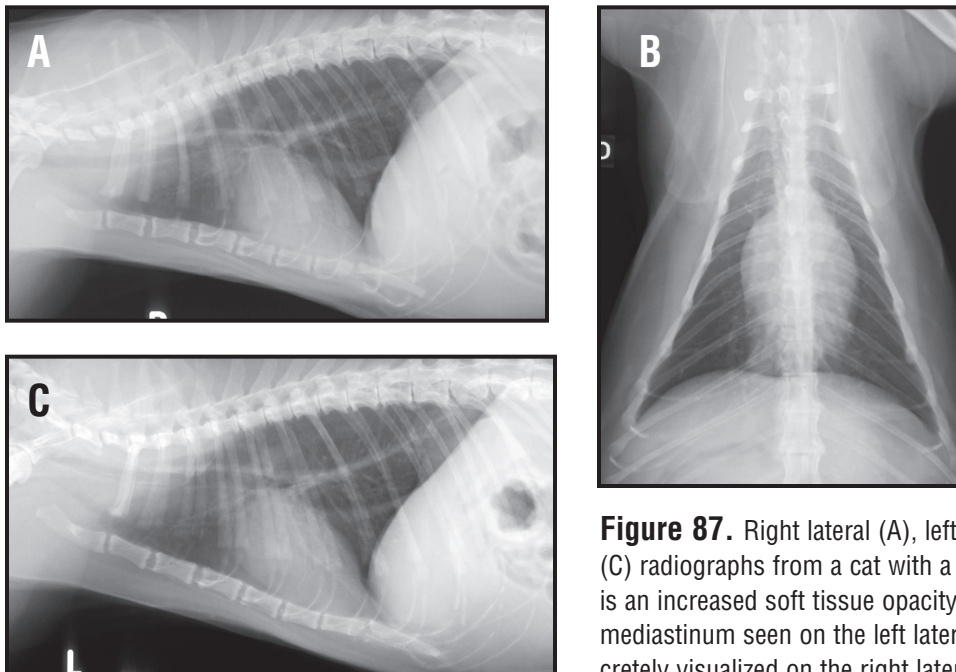 A
B
C
L
Figure 87. Right lateral (A), left
(C) radiographs from a cat with a
is an increased soft tissue opacity
mediastinum seen on the left later
cretely visualized on the right later